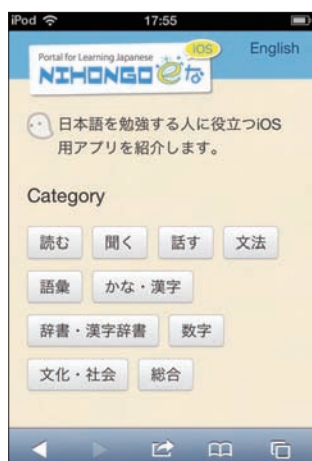 iPod 17:55
Portal for Learning Japanese iOS English
NIHONGO eな
日本語を勉強する人に役立つiOS
用アプリを紹介します。
Category
読む 聞く 話す 文法
語彙 かな・漢字
辞書・漢字辞書 数字
文化・社会 総合